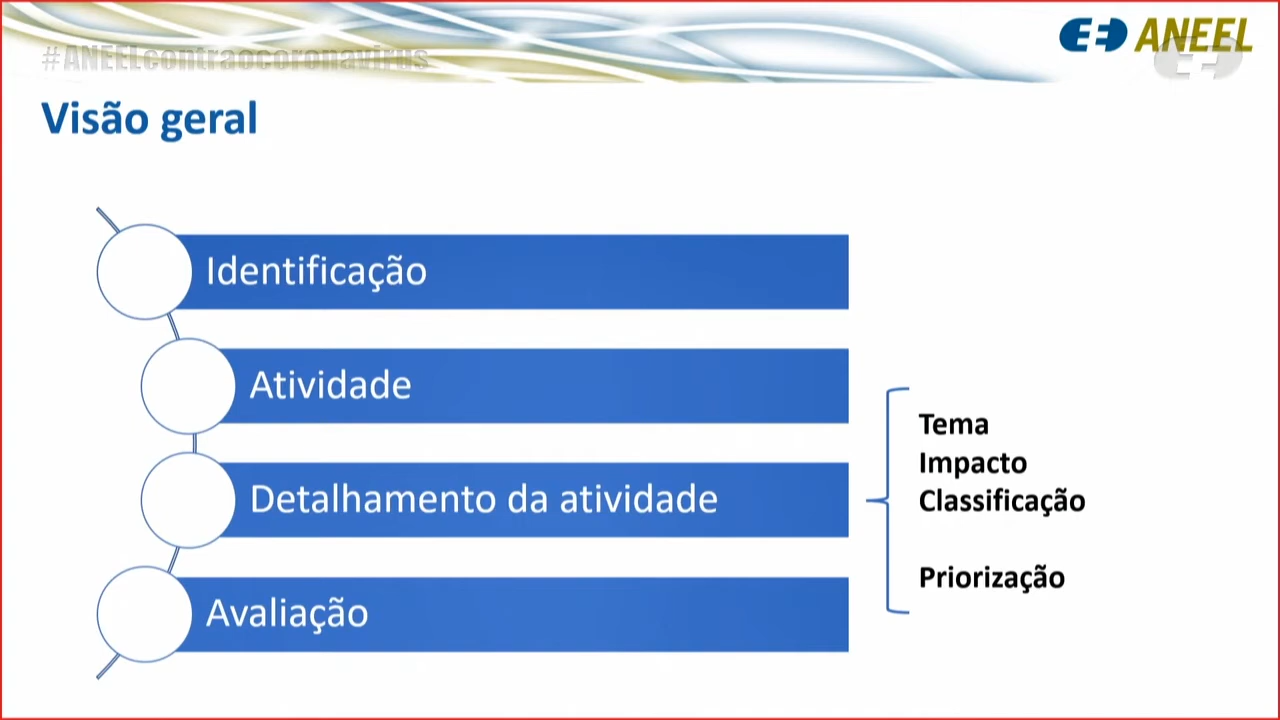 #ANEELcontraocoronavirus
ANEEL
Visão geral
Identificação
Atividade
Detalhamento da atividade
Avaliação
Tema
Impacto
Classificação
Priorização